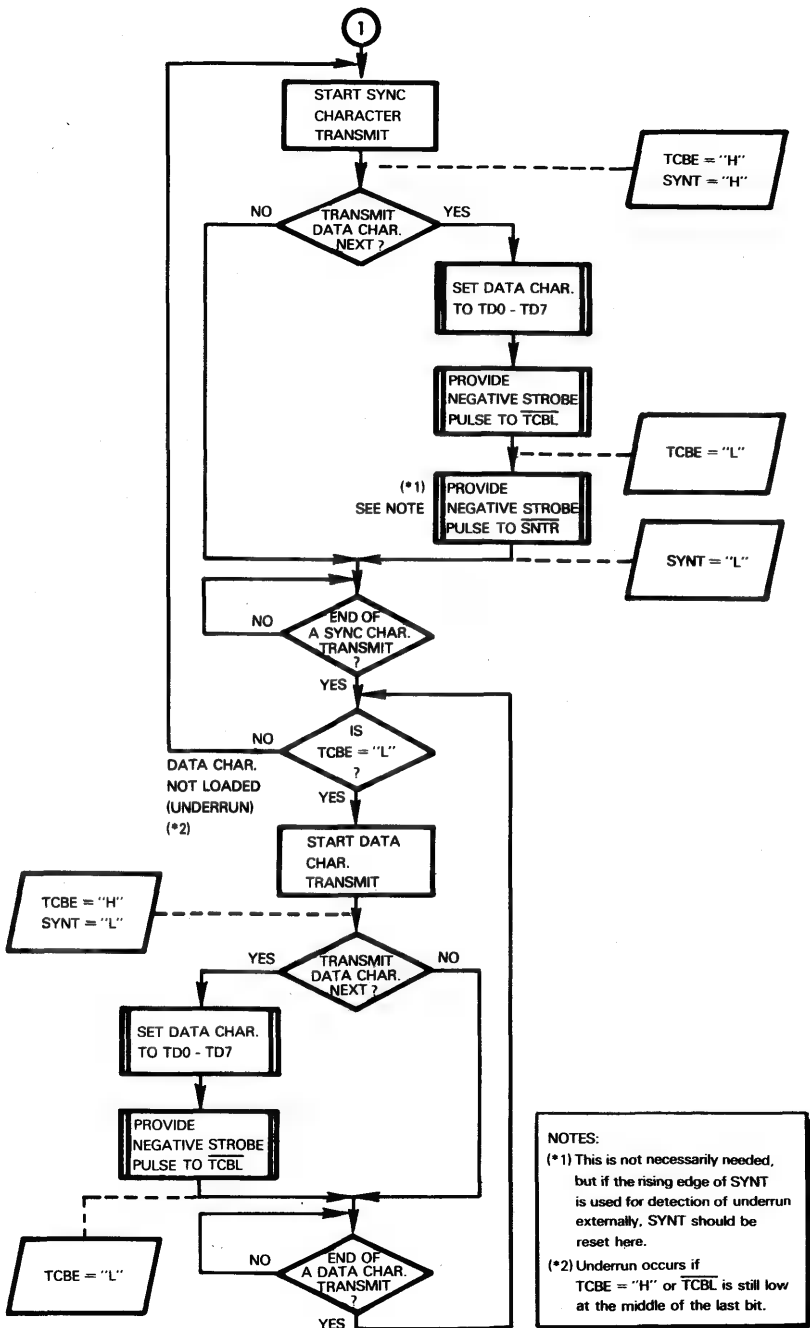 1
START SYNC
CHARACTER
TRANSMIT
TCBE = "H"
SYNT = "H"
NO
TRANSMIT
DATA CHAR.
NEXT ?
YES
SET DATA CHAR.
TO TD0 - TD7
PROVIDE
NEGATIVE STROBE
PULSE TO TCBL
TCBE = "L"
(*1)
SEE NOTE
PROVIDE
NEGATIVE STROBE
PULSE TO SNTR
SYNT = "L"
NO
END OF
A SYNC CHAR.
TRANSMIT
?
YES
NO
IS
TCBE = "L"
?
DATA CHAR.
NOT LOADED
(UNDERRUN)
(*2)
YES
START DATA
CHAR.
TRANSMIT
TCBE = "H"
SYNT = "L"
YES
TRANSMIT
DATA CHAR.
NEXT ?
NO
SET DATA CHAR.
TO TD0 - TD7
PROVIDE
NEGATIVE STROBE
PULSE TO TCBL
TCBE = "L"
NO
END OF
A DATA CHAR.
TRANSMIT
?
YES
NOTES:
(*1) This is not necessarily needed,
but if the rising edge of SYNT
is used for detection of underrun
externally, SYNT should be
reset here.
(*2) Underrun occurs if
TCBE = "H" or TCBL is still low
at the middle of the last bit.